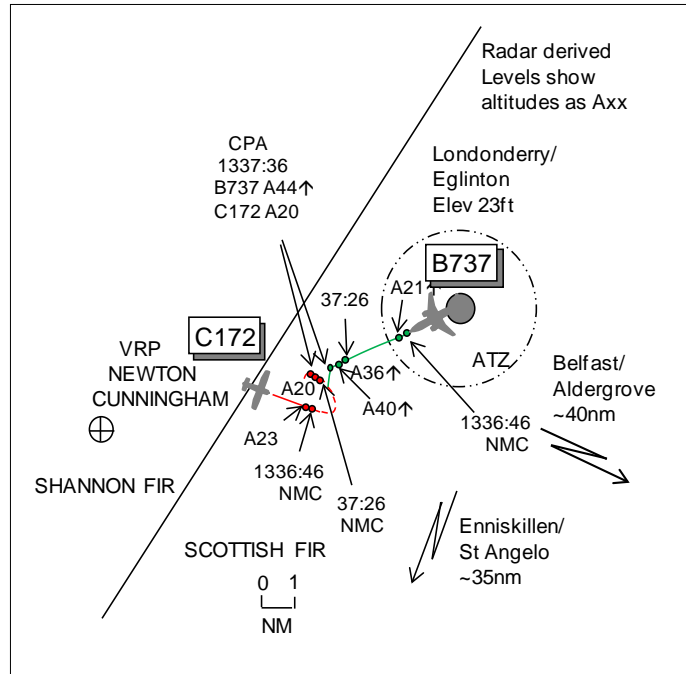 Radar derived
Levels show
altitudes as Axx
CPA
1337:36
B737 A44↑
C172 A20
Londonderry/
Eglinton
Elev 23ft
B737
A21↑
37:26
C172
VRP
NEWTON
CUNNINGHAM
A20
A36↑
A40↑
ATZ
Belfast/
Aldergrove
~40nm
A23
1336:46
NMC
1336:46
NMC
37:26
NMC
SHANNON FIR
SCOTTISH FIR
Enniskillen/
St Angelo
~35nm
0 1
NM